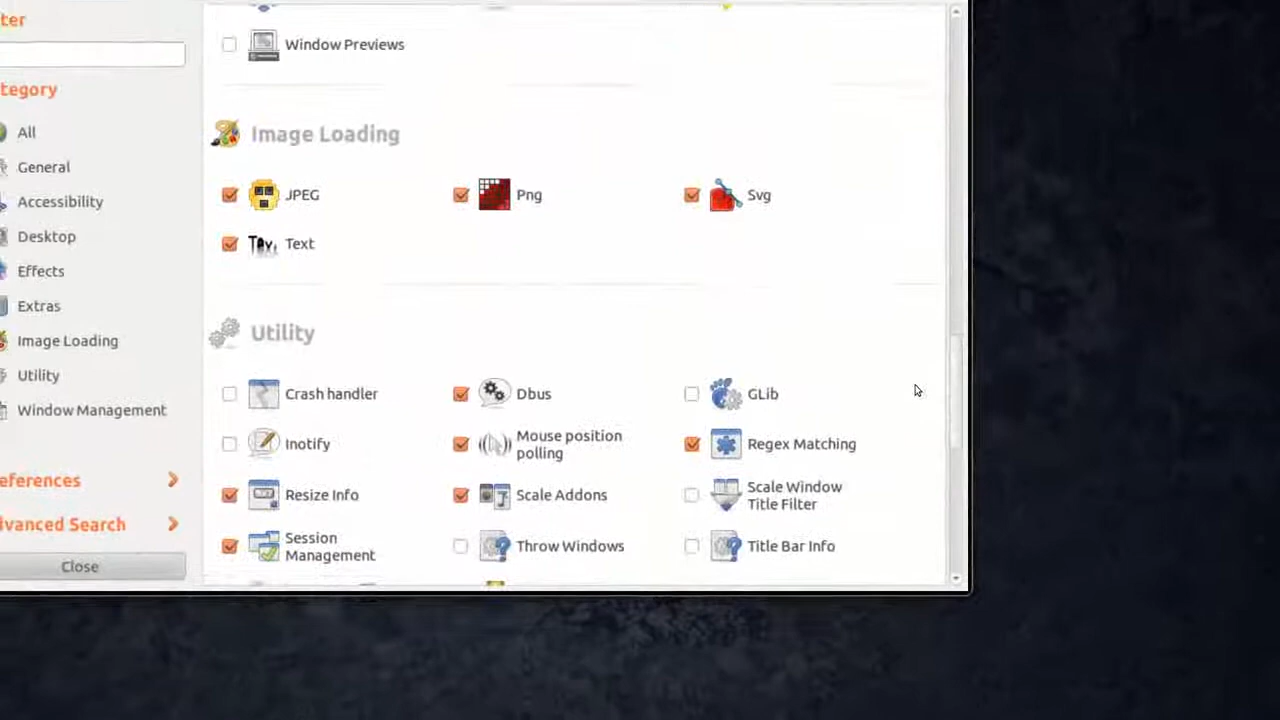 ter
Window Previews
tegory
All
Image Loading
General
JPEG
Png
Svg
Accessibility
Desktop
Text
Effects
Extras
Utility
Image Loading
Utility
Crash handler
Dbus
GLib
Window Management
Inotify
Mouse position
polling
Regex Matching
eferences
Resize Info
Scale Addons
Scale Window
Title Filter
dvanced Search
Session
Management
Throw Windows
Title Bar Info
Close